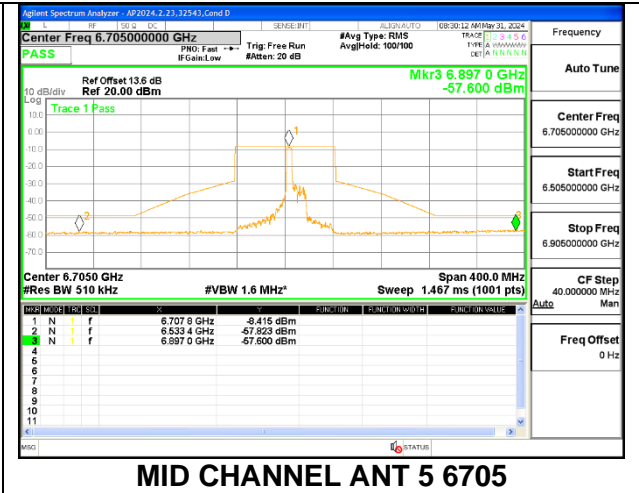 Agilent Spectrum Analyzer - AP2024.2.23,32543,Cond D
L RF 50 Ω DC SENSE:INT ALIGN AUTO 08:30:12 AM May 31, 2024
Center Freq 6.705000000 GHz #Avg Type: RMS TRACE 1 2 3 4 5 6 Frequency
PASS PNO: Fast Trig: Free Run Avg|Hold: 100/100 TYPE A WWWWW
IFGain:Low #Atten: 20 dB DET A N N N N N
Auto Tune
Ref Offset 13.6 dB Mkr3 6.897 0 GHz
10 dB/div Ref 20.00 dBm -57.600 dBm
Log
Trace 1 Pass
10.0
0.00
-10.0
-20.0
-30.0
-40.0
-50.0
-60.0
-70.0
1
2
3
Center Freq
6.705000000 GHz
Start Freq
6.505000000 GHz
Stop Freq
6.905000000 GHz
Center 6.7050 GHz Span 400.0 MHz
#Res BW 510 kHz #VBW 1.6 MHz* Sweep 1.467 ms (1001 pts)
CF Step
40.000000 MHz
Auto Man
MKR MODE TRC SCL X Y FUNCTION FUNCTION WIDTH FUNCTION VALUE
1 N 1 f 6.707 8 GHz -8.415 dBm
2 N 1 f 6.533 4 GHz -57.823 dBm
3 N 1 f 6.897 0 GHz -57.600 dBm
4
5
6
7
8
9
10
11
Freq Offset
0 Hz
MSG STATUS
MID CHANNEL ANT 5 6705